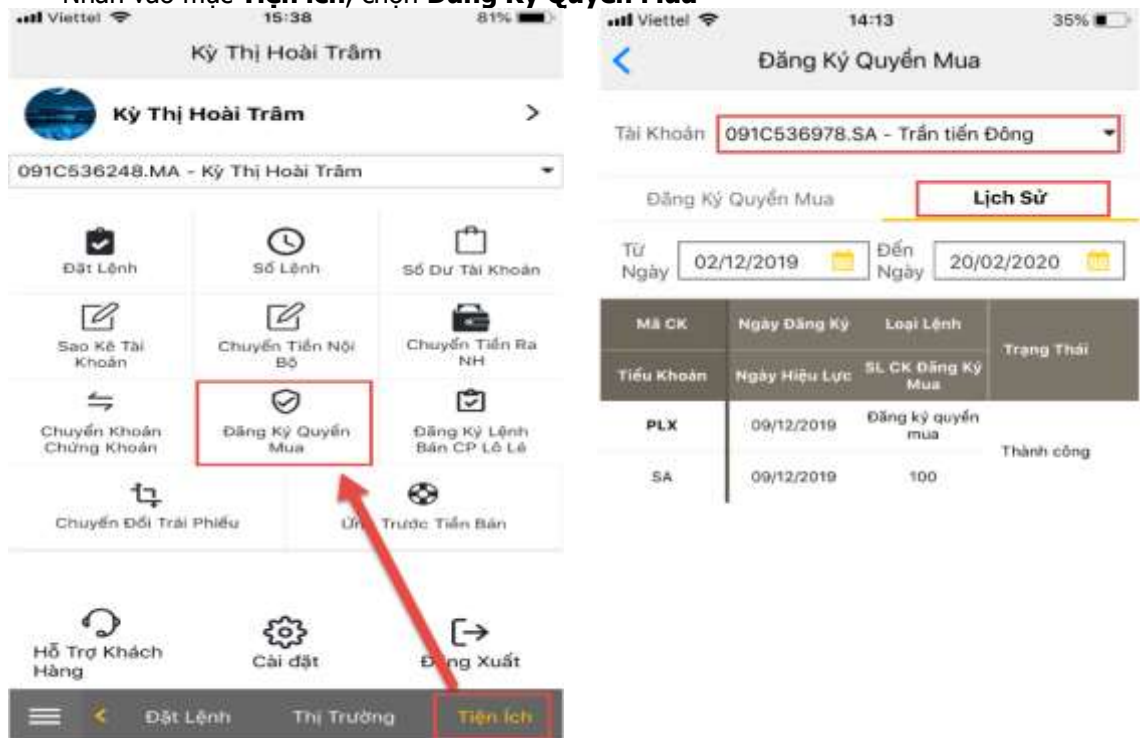 Nhấn vào mục Tiện ích, chọn Đăng Ký Quyền Mua
Viettel 15:38 81%
Kỳ Thị Hoài Trâm
Kỳ Thị Hoài Trâm >
091C536248.MA - Kỳ Thị Hoài Trâm
Đặt Lệnh Sổ Lệnh Số Dư Tài Khoản
Sao Kê Tài
Khoản
Chuyển Tiền Nội
Bộ
Chuyển Tiền Ra
NH
Chuyển Khoản
Chứng Khoán
Đăng Ký Quyền
Mua
Đăng Ký Lệnh
Bán CP Lô Lẻ
Chuyển Đổi Trái Phiếu
Trước Tiền Bán
Hỗ Trợ Khách
Hàng
Cài đặt
Đăng Xuất
< Đặt Lệnh Thị Trường Tiện Ích
Viettel 14:13 35%
< Đăng Ký Quyền Mua
Tài Khoản 091C536978.SA - Trần tiến Đông
Đăng Ký Quyền Mua Lịch Sử
Từ
Ngày
02/12/2019
Đến
Ngày
20/02/2020
Mã CK Ngày Đăng Ký Loại Lệnh
Trạng Thái
Tiểu Khoản Ngày Hiệu Lực SL CK Đăng Ký
Mua
PLX 09/12/2019 Đăng ký quyền
mua
Thành công
SA 09/12/2019 100